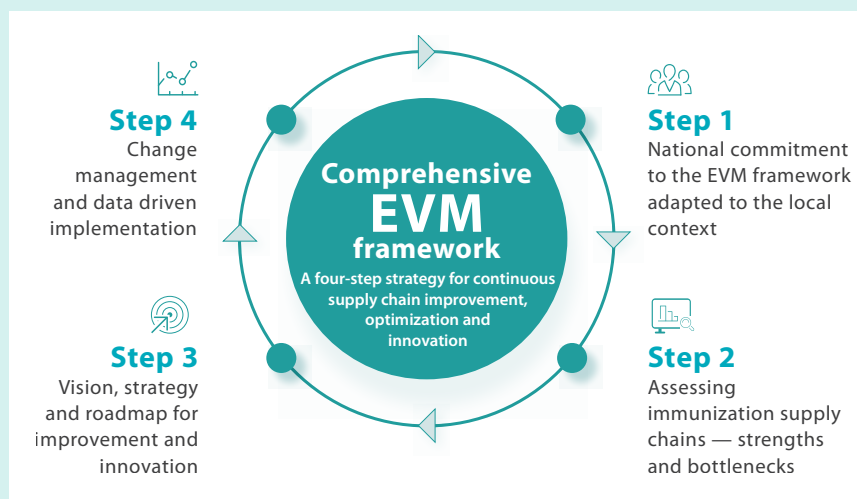 Comprehensive
EVM
framework
A four-step strategy for continuous
supply chain improvement,
optimization and
innovation
Step 1
National commitment
to the EVM framework
adapted to the local
context
Step 2
Assessing
immunization supply
chains — strengths
and bottlenecks
Step 3
Vision, strategy
and roadmap for
improvement and
innovation
Step 4
Change
management
and data driven
implementation